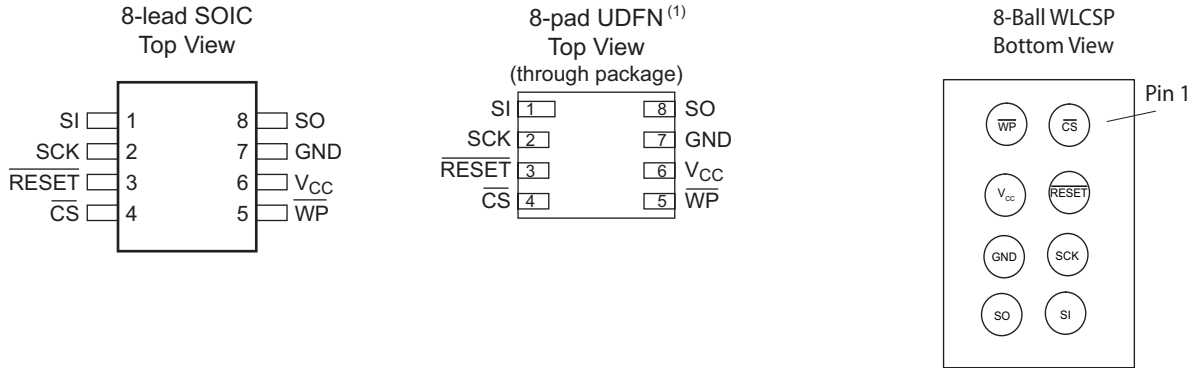 8-lead SOIC
Top View
SI 1 8 SO
SCK 2 7 GND
RESET 3 6 VCC
CS 4 5 WP
8-pad UDFN(1)
Top View
(through package)
SI 1 8 SO
SCK 2 7 GND
RESET 3 6 VCC
CS 4 5 WP
8-Ball WLCSP
Bottom View
Pin 1
WP CS
VCC RESET
GND SCK
SO SI